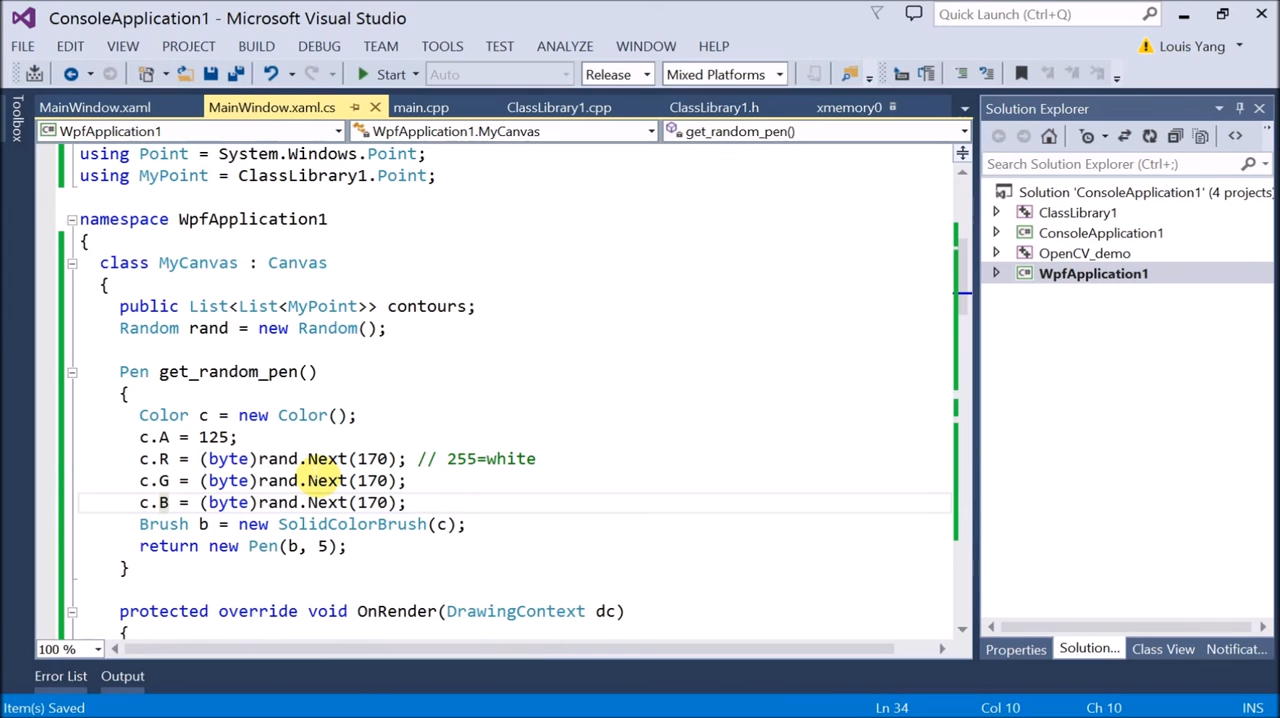 ConsoleApplication1 - Microsoft Visual Studio
Quick Launch (Ctrl+;)
FILE EDIT VIEW PROJECT BUILD DEBUG TEAM TOOLS TEST ANALYZE WINDOW HELP
Louis Yang
Start Auto Release Mixed Platforms
Toolbox
MainWindow.xaml MainWindow.xaml.cs main.cpp ClassLibrary1.cpp ClassLibrary1.h xmemory0
WpfApplication1 WpfApplication1.MyCanvas get_random_pen()
using Point = System.Windows.Point;
using MyPoint = ClassLibrary1.Point;
namespace WpfApplication1
{
class MyCanvas : Canvas
{
public List<List<MyPoint>> contours;
Random rand = new Random();
Pen get_random_pen()
{
Color c = new Color();
c.A = 125;
c.R = (byte)rand.Next(170); // 255=white
c.G = (byte)rand.Next(170);
c.B = (byte)rand.Next(170);
Brush b = new SolidColorBrush(c);
return new Pen(b, 5);
}
protected override void OnRender(DrawingContext dc)
{
100 %
Solution Explorer
Search Solution Explorer (Ctrl+;)
Solution 'ConsoleApplication1' (4 projects)
ClassLibrary1
ConsoleApplication1
OpenCV_demo
WpfApplication1
Properties Solution... Class View Notificat...
Error List Output
Item(s) Saved Ln 34 Col 10 Ch 10 INS